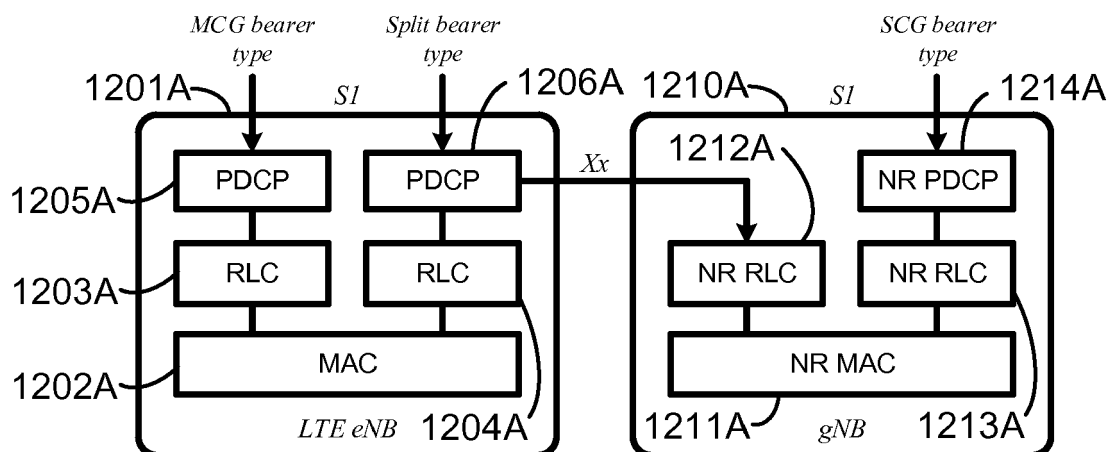 MCG bearer type
Split bearer type
SCG bearer type
1201A
S1
1206A
1210A
S1
1214A
1212A
Xx
PDCP
PDCP
NR PDCP
1205A
RLC
RLC
NR RLC
NR RLC
1203A
MAC
NR MAC
1202A
LTE eNB
1204A
1211A
gNB
1213A